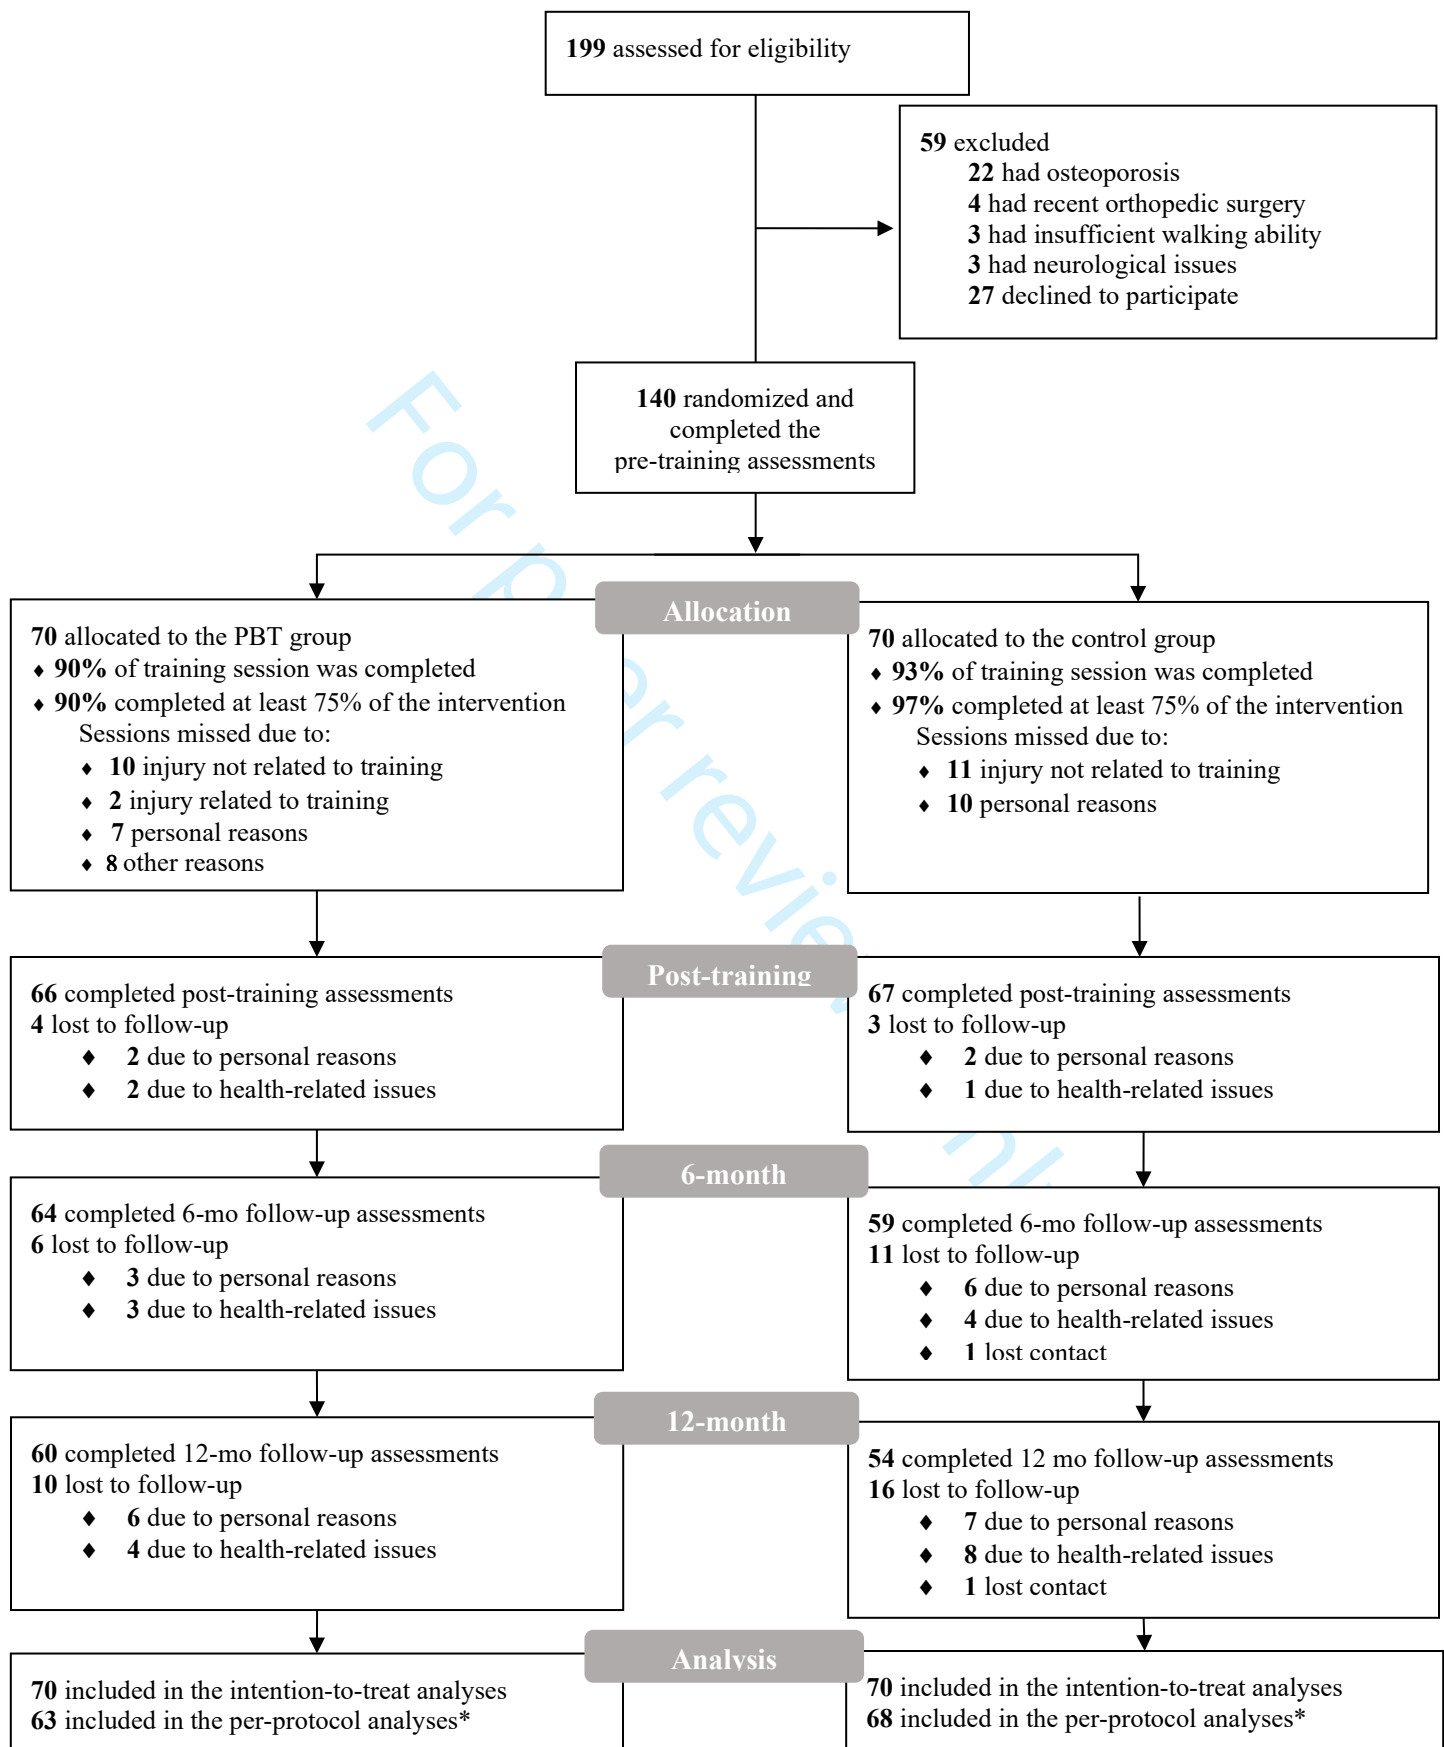 199 assessed for eligibility
59 excluded
22 had osteoporosis
4 had recent orthopedic surgery
3 had insufficient walking ability
3 had neurological issues
27 declined to participate
140 randomized and
completed the
pre-training assessments
Allocation
70 allocated to the PBT group
♦ 90% of training session was completed
♦ 90% completed at least 75% of the intervention
Sessions missed due to:
♦ 10 injury not related to training
♦ 2 injury related to training
♦ 7 personal reasons
♦ 8 other reasons
70 allocated to the control group
♦ 93% of training session was completed
♦ 97% completed at least 75% of the intervention
Sessions missed due to:
♦ 11 injury not related to training
♦ 10 personal reasons
Post-training
66 completed post-training assessments
4 lost to follow-up
♦ 2 due to personal reasons
♦ 2 due to health-related issues
67 completed post-training assessments
3 lost to follow-up
♦ 2 due to personal reasons
♦ 1 due to health-related issues
6-month
64 completed 6-mo follow-up assessments
6 lost to follow-up
♦ 3 due to personal reasons
♦ 3 due to health-related issues
59 completed 6-mo follow-up assessments
11 lost to follow-up
♦ 6 due to personal reasons
♦ 4 due to health-related issues
♦ 1 lost contact
12-month
60 completed 12-mo follow-up assessments
10 lost to follow-up
♦ 6 due to personal reasons
♦ 4 due to health-related issues
54 completed 12 mo follow-up assessments
16 lost to follow-up
♦ 7 due to personal reasons
♦ 8 due to health-related issues
♦ 1 lost contact
Analysis
70 included in the intention-to-treat analyses
63 included in the per-protocol analyses*
70 included in the intention-to-treat analyses
68 included in the per-protocol analyses*
For